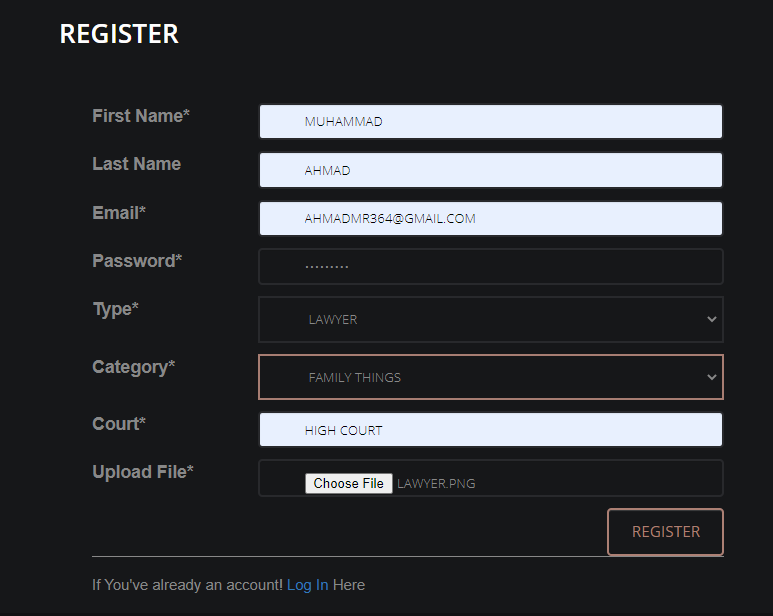 REGISTER
First Name* MUHAMMAD
Last Name AHMAD
Email* AHMADMR364@GMAIL.COM
Password* •••••••••
Type* LAWYER
Category* FAMILY THINGS
Court* HIGH COURT
Upload File* Choose File LAWYER.PNG
REGISTER
If You've already an account! Log In Here